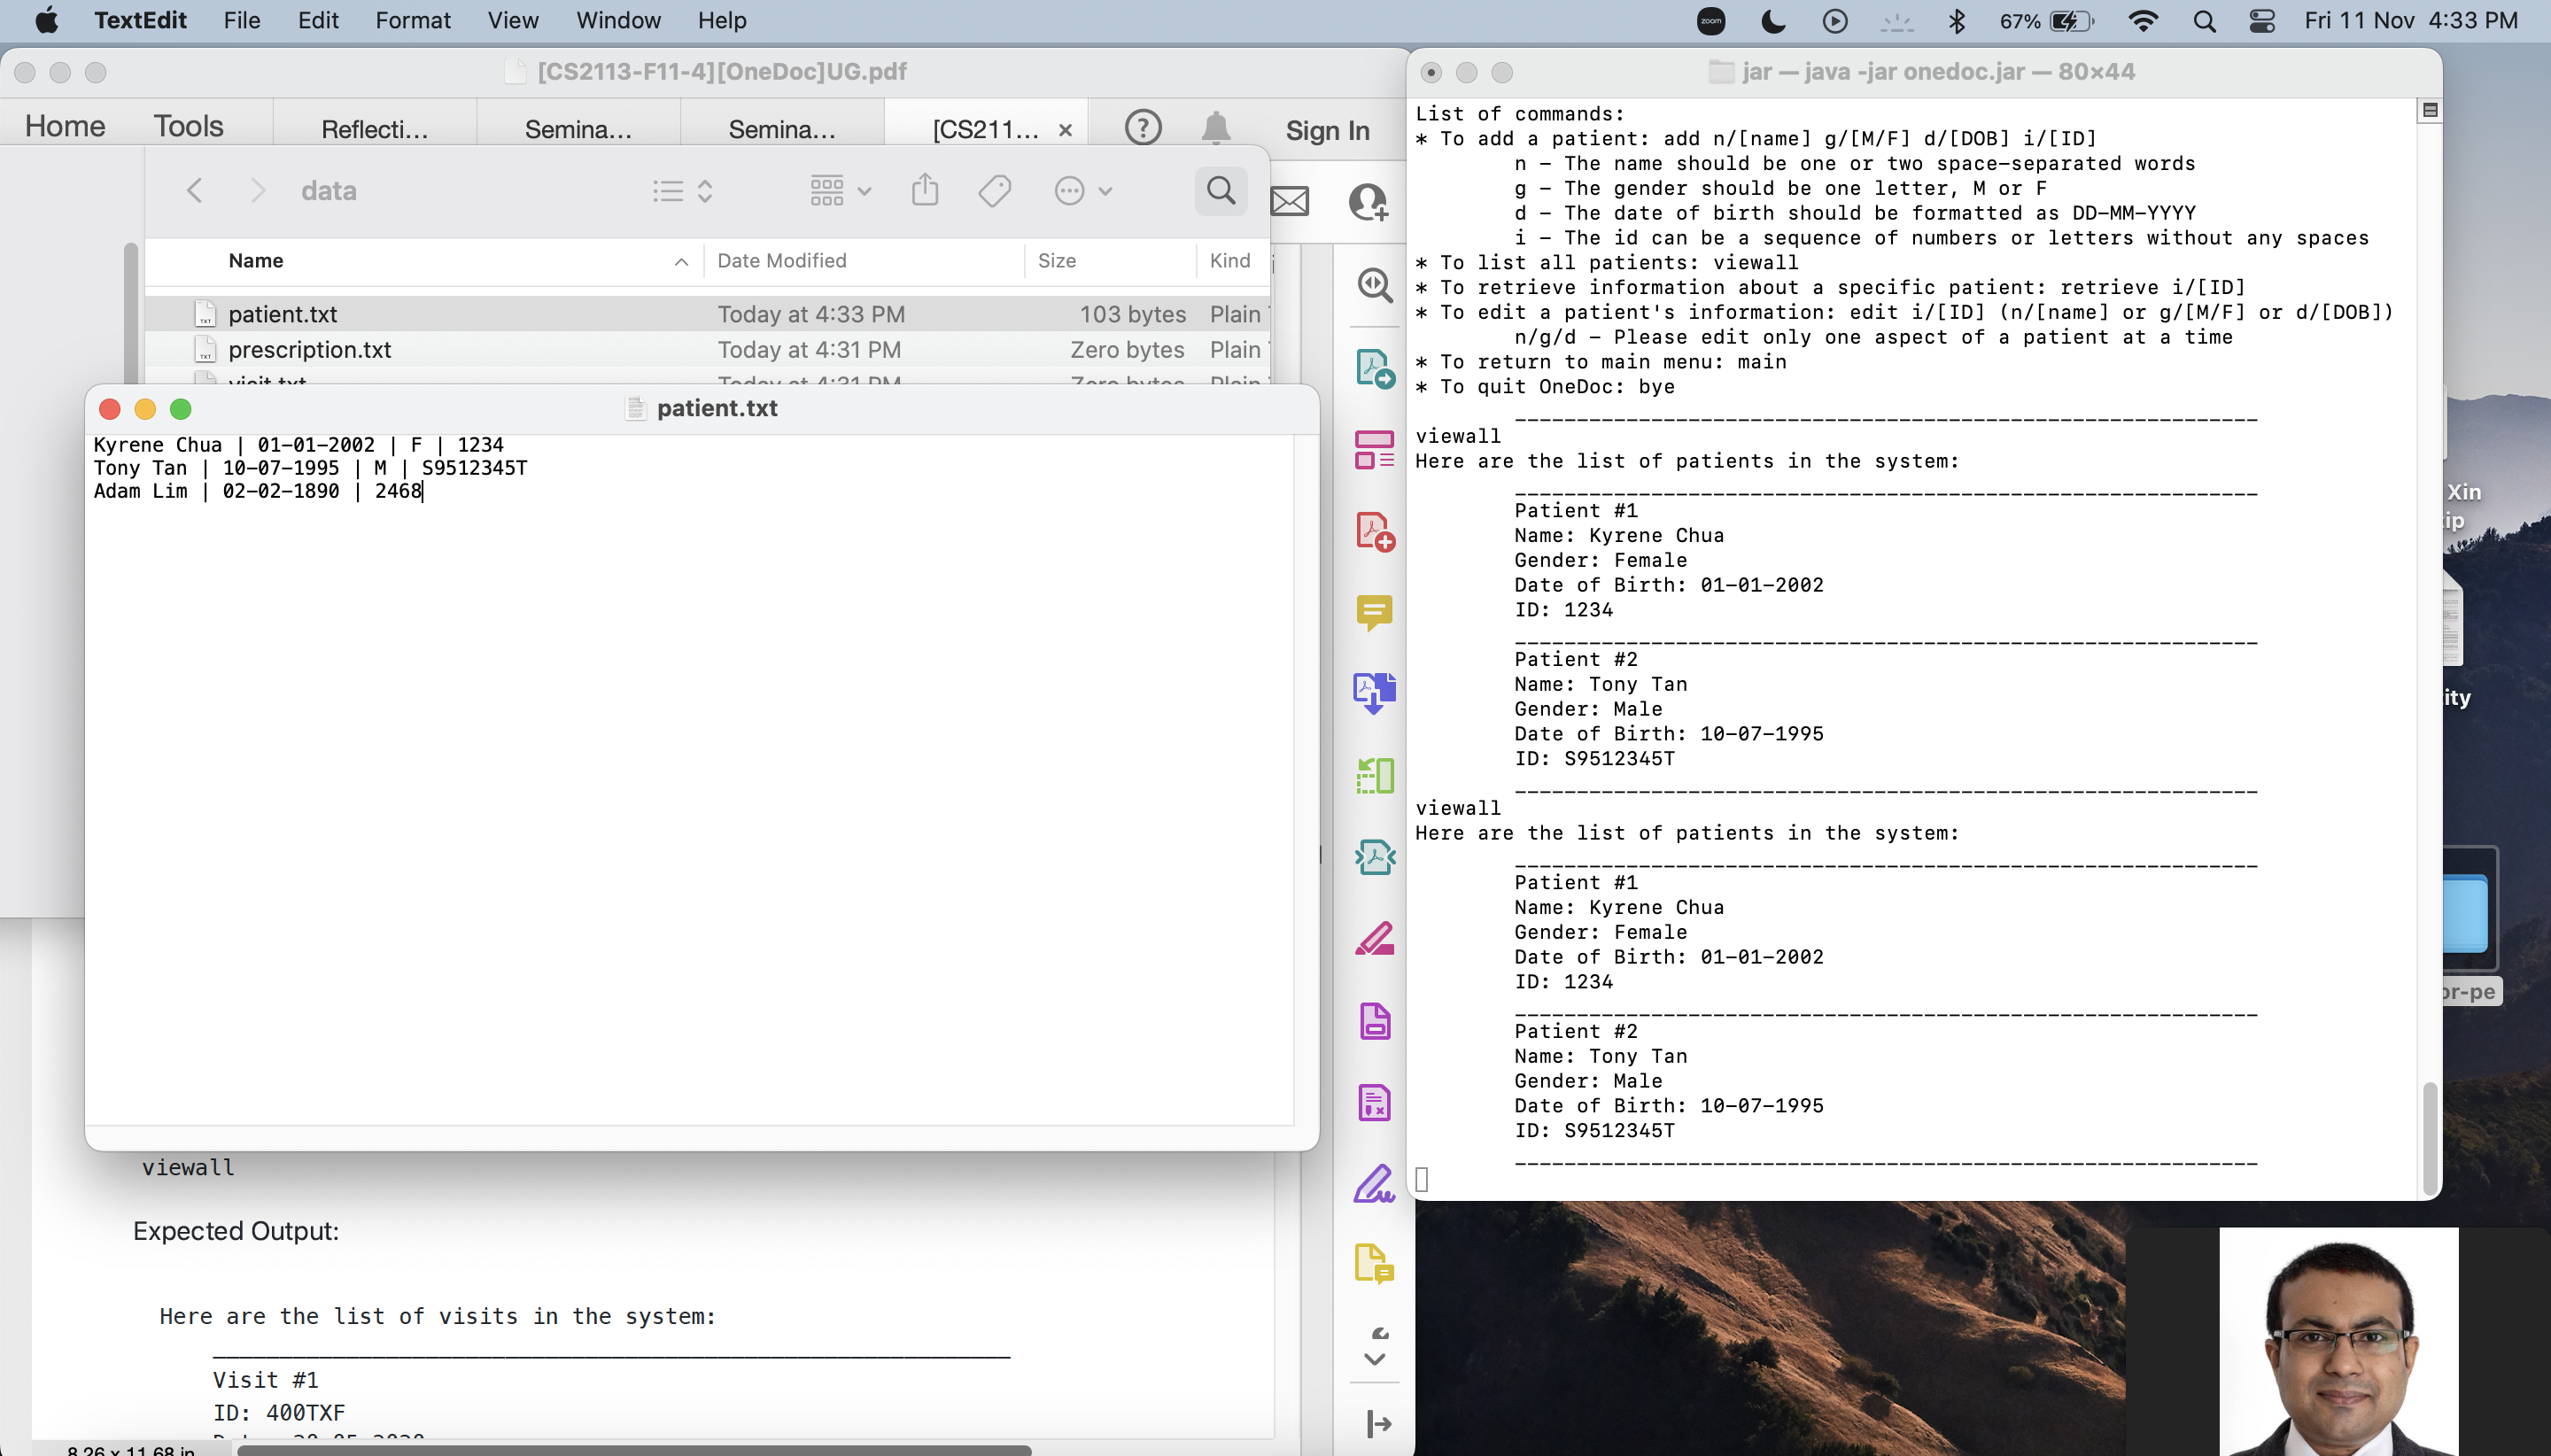 TextEdit File Edit Format View Window Help
zoom 67% Fri 11 Nov 4:33 PM
[CS2113-F11-4][OneDoc]UG.pdf
Home Tools Reflecti... Semina... Semina... [CS211... × ? Sign In
data
Name Date Modified Size Kind
patient.txt Today at 4:33 PM 103 bytes Plain
prescription.txt Today at 4:31 PM Zero bytes Plain
visit.txt Today at 4:31 PM Zero bytes Plain
patient.txt
Kyrene Chua | 01-01-2002 | F | 1234
Tony Tan | 10-07-1995 | M | S9512345T
Adam Lim | 02-02-1890 | 2468
viewall
Expected Output:
Here are the list of visits in the system:
Visit #1
ID: 400TXF
8.26 x 11.68 in
jar — java -jar onedoc.jar — 80×44
List of commands:
* To add a patient: add n/[name] g/[M/F] d/[DOB] i/[ID]
n - The name should be one or two space-separated words
g - The gender should be one letter, M or F
d - The date of birth should be formatted as DD-MM-YYYY
i - The id can be a sequence of numbers or letters without any spaces
* To list all patients: viewall
* To retrieve information about a specific patient: retrieve i/[ID]
* To edit a patient's information: edit i/[ID] (n/[name] or g/[M/F] or d/[DOB])
n/g/d - Please edit only one aspect of a patient at a time
* To return to main menu: main
* To quit OneDoc: bye
viewall
Here are the list of patients in the system:
Patient #1
Name: Kyrene Chua
Gender: Female
Date of Birth: 01-01-2002
ID: 1234
Patient #2
Name: Tony Tan
Gender: Male
Date of Birth: 10-07-1995
ID: S9512345T
viewall
Here are the list of patients in the system:
Patient #1
Name: Kyrene Chua
Gender: Female
Date of Birth: 01-01-2002
ID: 1234
Patient #2
Name: Tony Tan
Gender: Male
Date of Birth: 10-07-1995
ID: S9512345T
Xin
ip
ity
or-pe